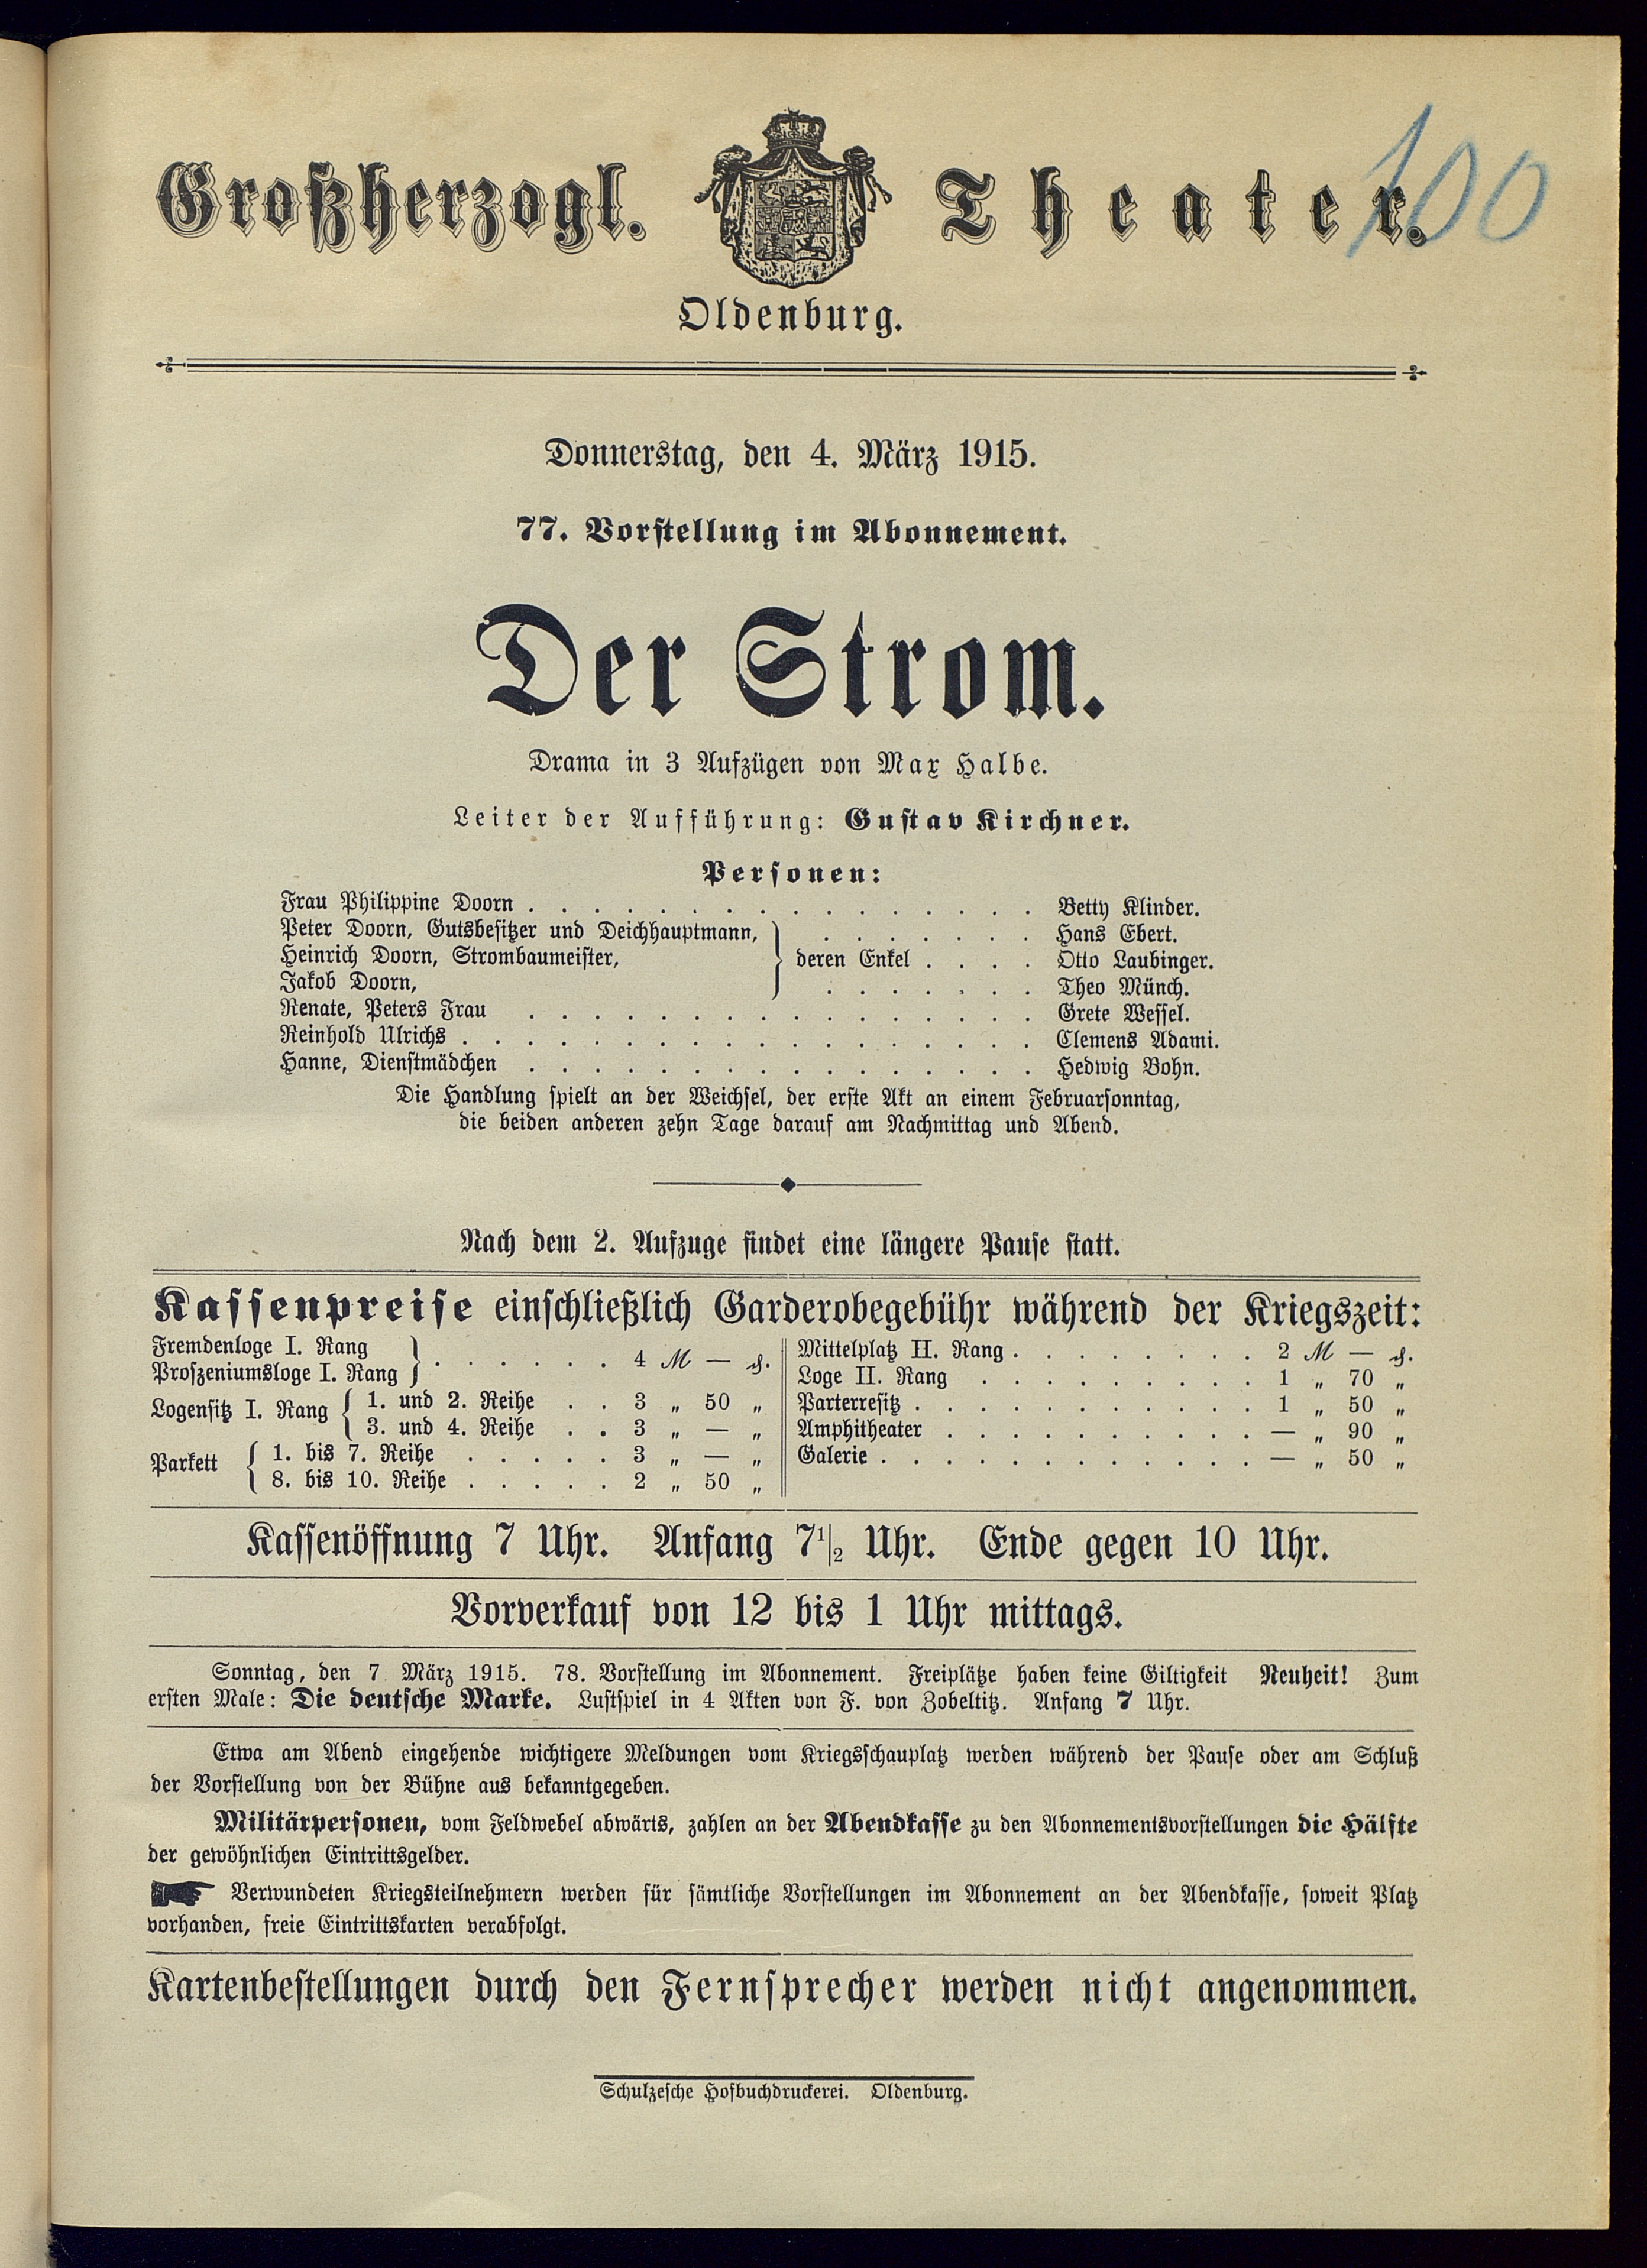 Großherzogl. Theater.
100
Oldenburg.
Donnerstag, den 4. März 1915.
77. Vorstellung im Abonnement.
Der Strom.
Drama in 3 Aufzügen von Max Halbe.
Leiter der Aufführung: Gustav Kirchner.
Personen:
Frau Philippine Doorn . . . . . . . . . . . . . . . . Betty Klinder.
Peter Doorn, Gutsbesitzer und Deichhauptmann, . . . . . . . Hans Ebert.
Heinrich Doorn, Strombaumeister, } deren Enkel . . . . Otto Laubinger.
Jakob Doorn, . . . . . . . Theo Münch.
Renate, Peters Frau . . . . . . . . . . . . . . . . Grete Wessel.
Reinhold Ulrichs . . . . . . . . . . . . . . . . . . Clemens Adami.
Hanne, Dienstmädchen . . . . . . . . . . . . . . . . Hedwig Bohn.
Die Handlung spielt an der Weichsel, der erste Akt an einem Februarsonntag,
die beiden anderen zehn Tage darauf am Nachmittag und Abend.
Nach dem 2. Aufzuge findet eine längere Pause statt.
Kassenpreise einschließlich Garderobegebühr während der Kriegszeit:
Fremdenloge I. Rang
Proszeniumsloge I. Rang } . . . . . . 4 M — ₰.
Logensitz I. Rang { 1. und 2. Reihe . . 3 „ 50 „
3. und 4. Reihe . . 3 „ — „
Parkett { 1. bis 7. Reihe . . . . . 3 „ — „
8. bis 10. Reihe . . . . . 2 „ 50 „
Mittelplatz II. Rang . . . . . . . . 2 M — ₰.
Loge II. Rang . . . . . . . . . 1 „ 70 „
Parterresitz . . . . . . . . . . . 1 „ 50 „
Amphitheater . . . . . . . . . . — „ 90 „
Galerie . . . . . . . . . . . . — „ 50 „
Kassenöffnung 7 Uhr. Anfang 7 1/2 Uhr. Ende gegen 10 Uhr.
Vorverkauf von 12 bis 1 Uhr mittags.
Sonntag, den 7 März 1915. 78. Vorstellung im Abonnement. Freiplätze haben keine Giltigkeit Neuheit! Zum
ersten Male: Die deutsche Marke. Lustspiel in 4 Akten von F. von Zobeltitz. Anfang 7 Uhr.
Etwa am Abend eingehende wichtigere Meldungen vom Kriegsschauplatz werden während der Pause oder am Schluß
der Vorstellung von der Bühne aus bekanntgegeben.
Militärpersonen, vom Feldwebel abwärts, zahlen an der Abendkasse zu den Abonnementsvorstellungen die Hälfte
der gewöhnlichen Eintrittsgelder.
Verwundeten Kriegsteilnehmern werden für sämtliche Vorstellungen im Abonnement an der Abendkasse, soweit Platz
vorhanden, freie Eintrittskarten verabfolgt.
Kartenbestellungen durch den Fernsprecher werden nicht angenommen.
Schulzesche Hofbuchdruckerei. Oldenburg.